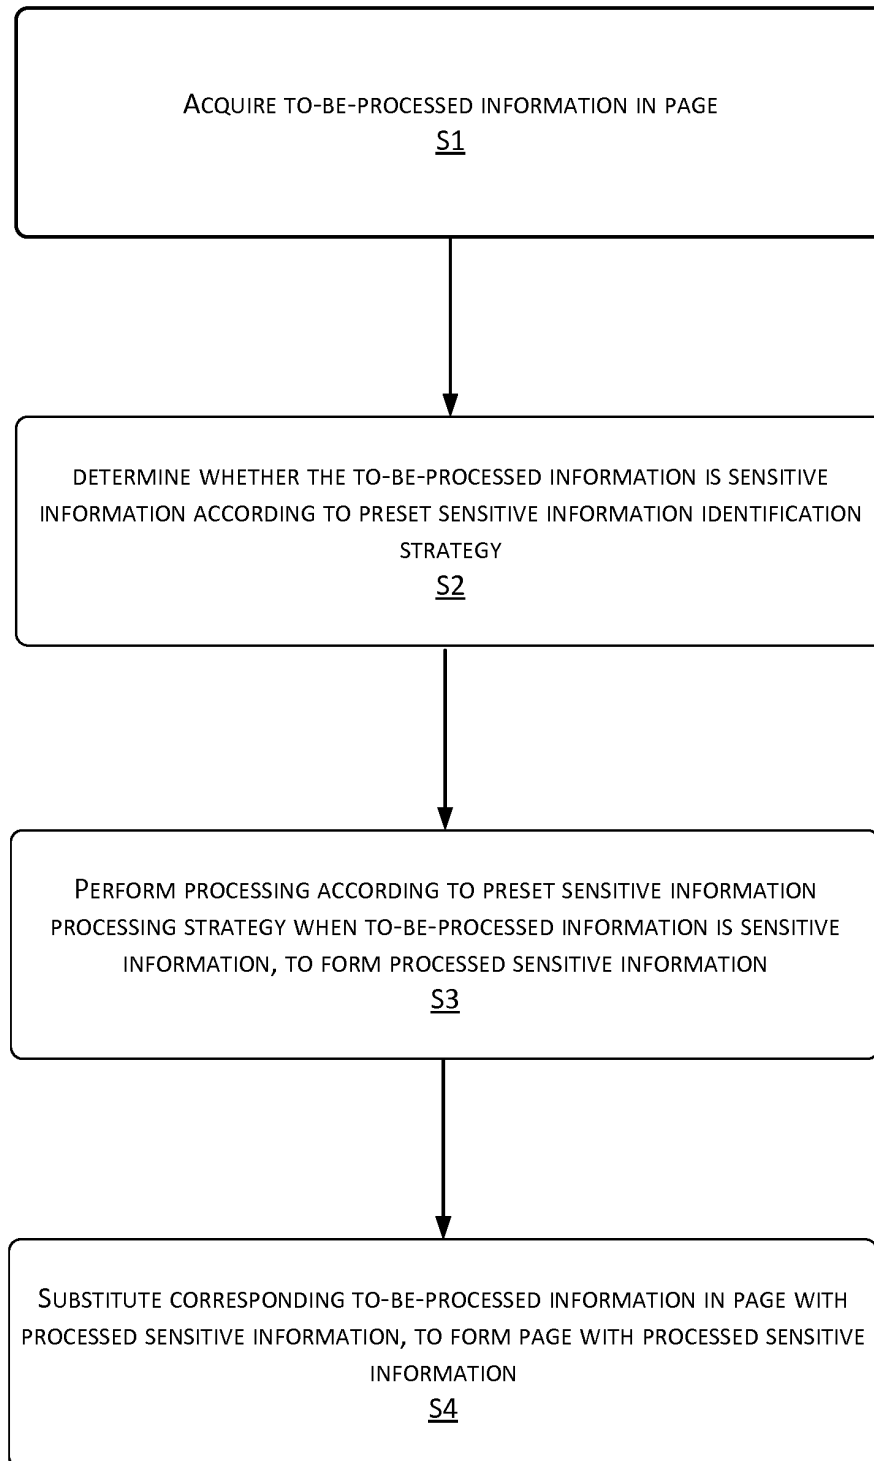 ACQUIRE TO-BE-PROCESSED INFORMATION IN PAGE
S1
DETERMINE WHETHER THE TO-BE-PROCESSED INFORMATION IS SENSITIVE
INFORMATION ACCORDING TO PRESET SENSITIVE INFORMATION IDENTIFICATION
STRATEGY
S2
PERFORM PROCESSING ACCORDING TO PRESET SENSITIVE INFORMATION
PROCESSING STRATEGY WHEN TO-BE-PROCESSED INFORMATION IS SENSITIVE
INFORMATION, TO FORM PROCESSED SENSITIVE INFORMATION
S3
SUBSTITUTE CORRESPONDING TO-BE-PROCESSED INFORMATION IN PAGE WITH
PROCESSED SENSITIVE INFORMATION, TO FORM PAGE WITH PROCESSED SENSITIVE
INFORMATION
S4